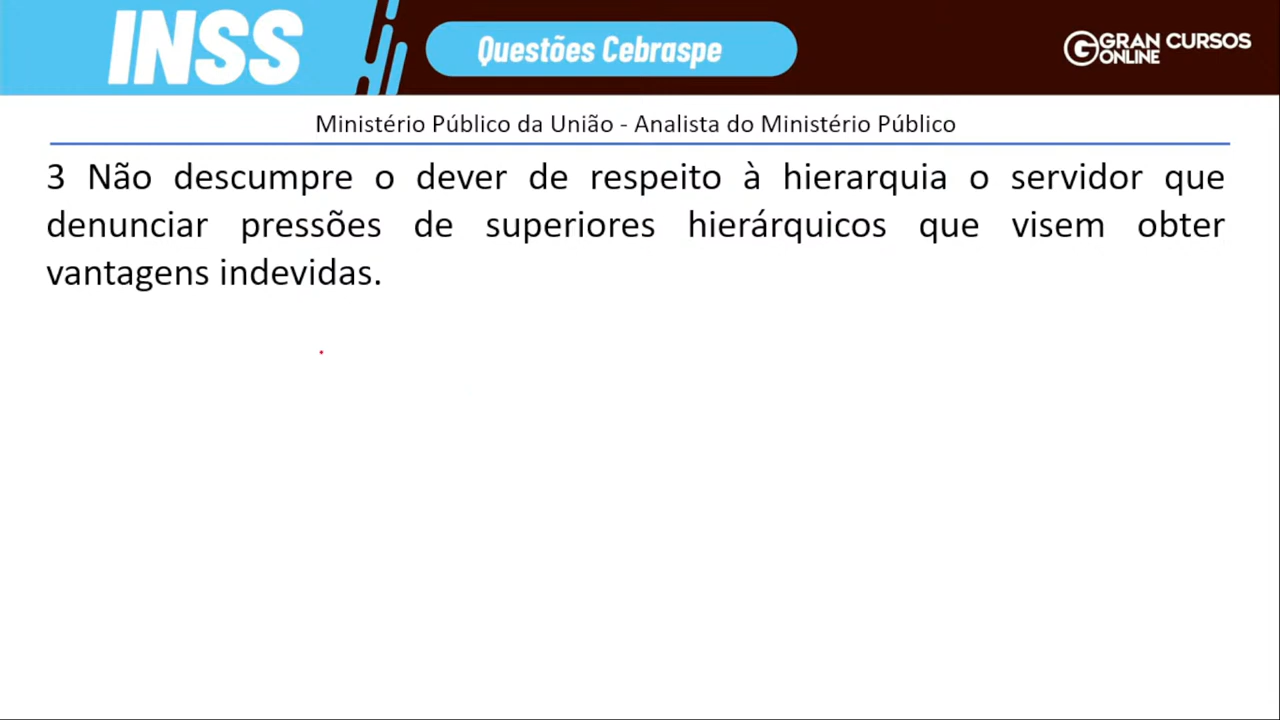 INSS
Questões Cebraspe
GRAN CURSOS
ONLINE
Ministério Público da União - Analista do Ministério Público
3 Não descumpre o dever de respeito à hierarquia o servidor que
denunciar pressões de superiores hierárquicos que visem obter
vantagens indevidas.